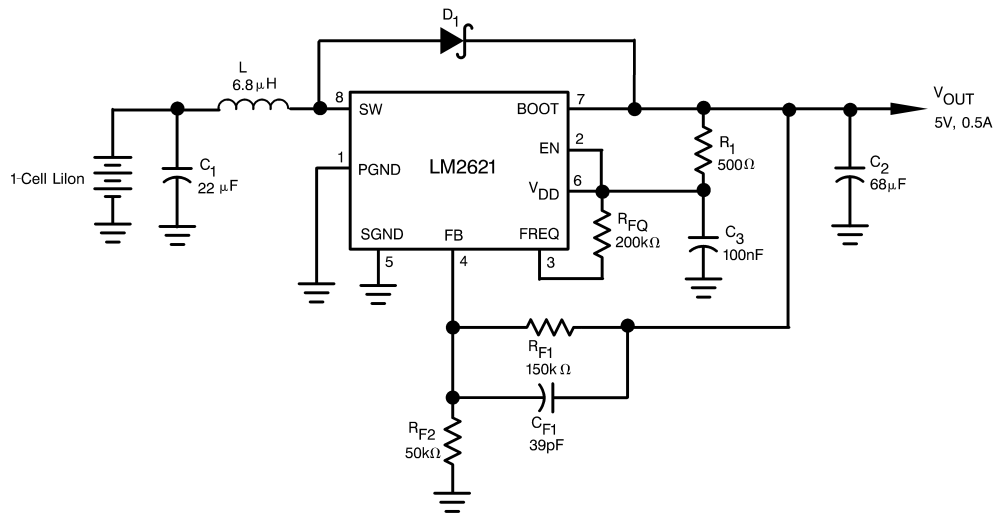 D1
L
6.8μH
8
SW
BOOT
7
VOUT
5V, 0.5A
EN
2
R1
500Ω
1
PGND
LM2621
VDD
6
1-Cell LiIon
C1
22 μF
C2
68μF
RFQ
200kΩ
C3
100nF
SGND
FB
FREQ
5
4
3
RF1
150kΩ
CF1
39pF
RF2
50kΩ